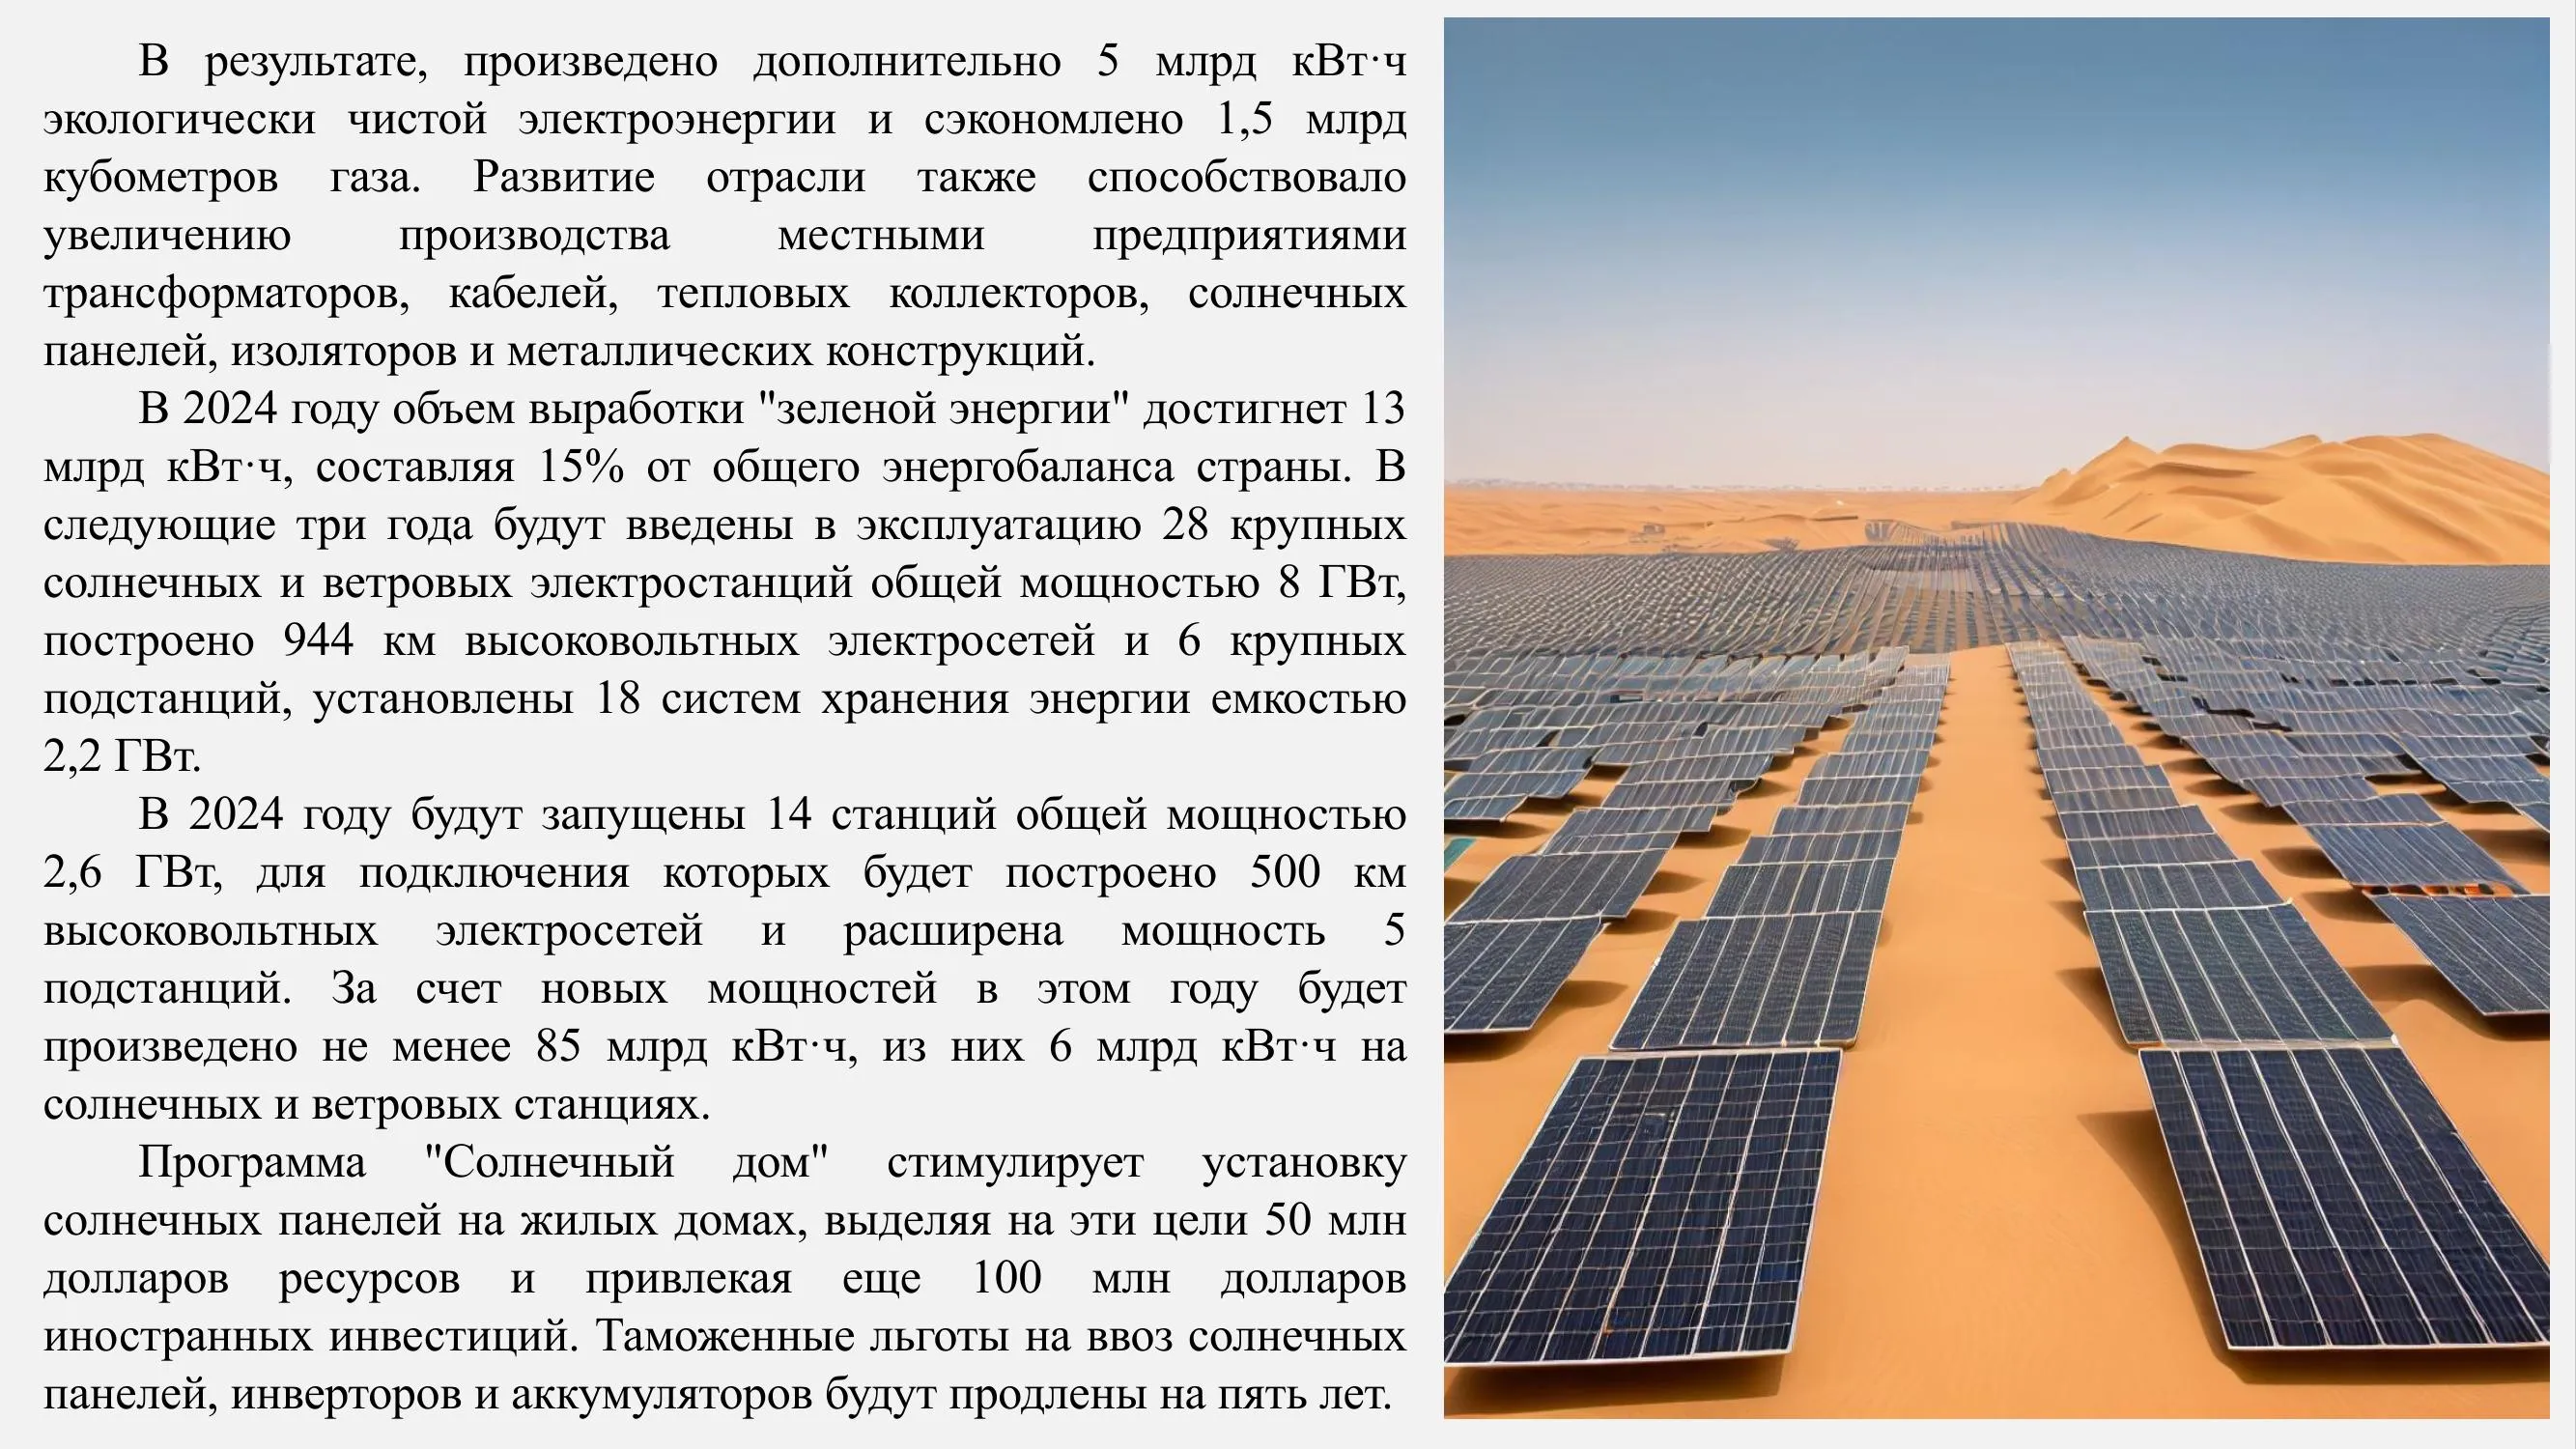 В результате, произведено дополнительно 5 млрд кВт·ч
экологически чистой электроэнергии и сэкономлено 1,5 млрд
кубометров газа. Развитие отрасли также способствовало
увеличению производства местными предприятиями
трансформаторов, кабелей, тепловых коллекторов, солнечных
панелей, изоляторов и металлических конструкций.
В 2024 году объем выработки "зеленой энергии" достигнет 13
млрд кВт·ч, составляя 15% от общего энергобаланса страны. В
следующие три года будут введены в эксплуатацию 28 крупных
солнечных и ветровых электростанций общей мощностью 8 ГВт,
построено 944 км высоковольтных электросетей и 6 крупных
подстанций, установлены 18 систем хранения энергии емкостью
2,2 ГВт.
В 2024 году будут запущены 14 станций общей мощностью
2,6 ГВт, для подключения которых будет построено 500 км
высоковольтных электросетей и расширена мощность 5
подстанций. За счет новых мощностей в этом году будет
произведено не менее 85 млрд кВт·ч, из них 6 млрд кВт·ч на
солнечных и ветровых станциях.
Программа "Солнечный дом" стимулирует установку
солнечных панелей на жилых домах, выделяя на эти цели 50 млн
долларов ресурсов и привлекая еще 100 млн долларов
иностранных инвестиций. Таможенные льготы на ввоз солнечных
панелей, инверторов и аккумуляторов будут продлены на пять лет.